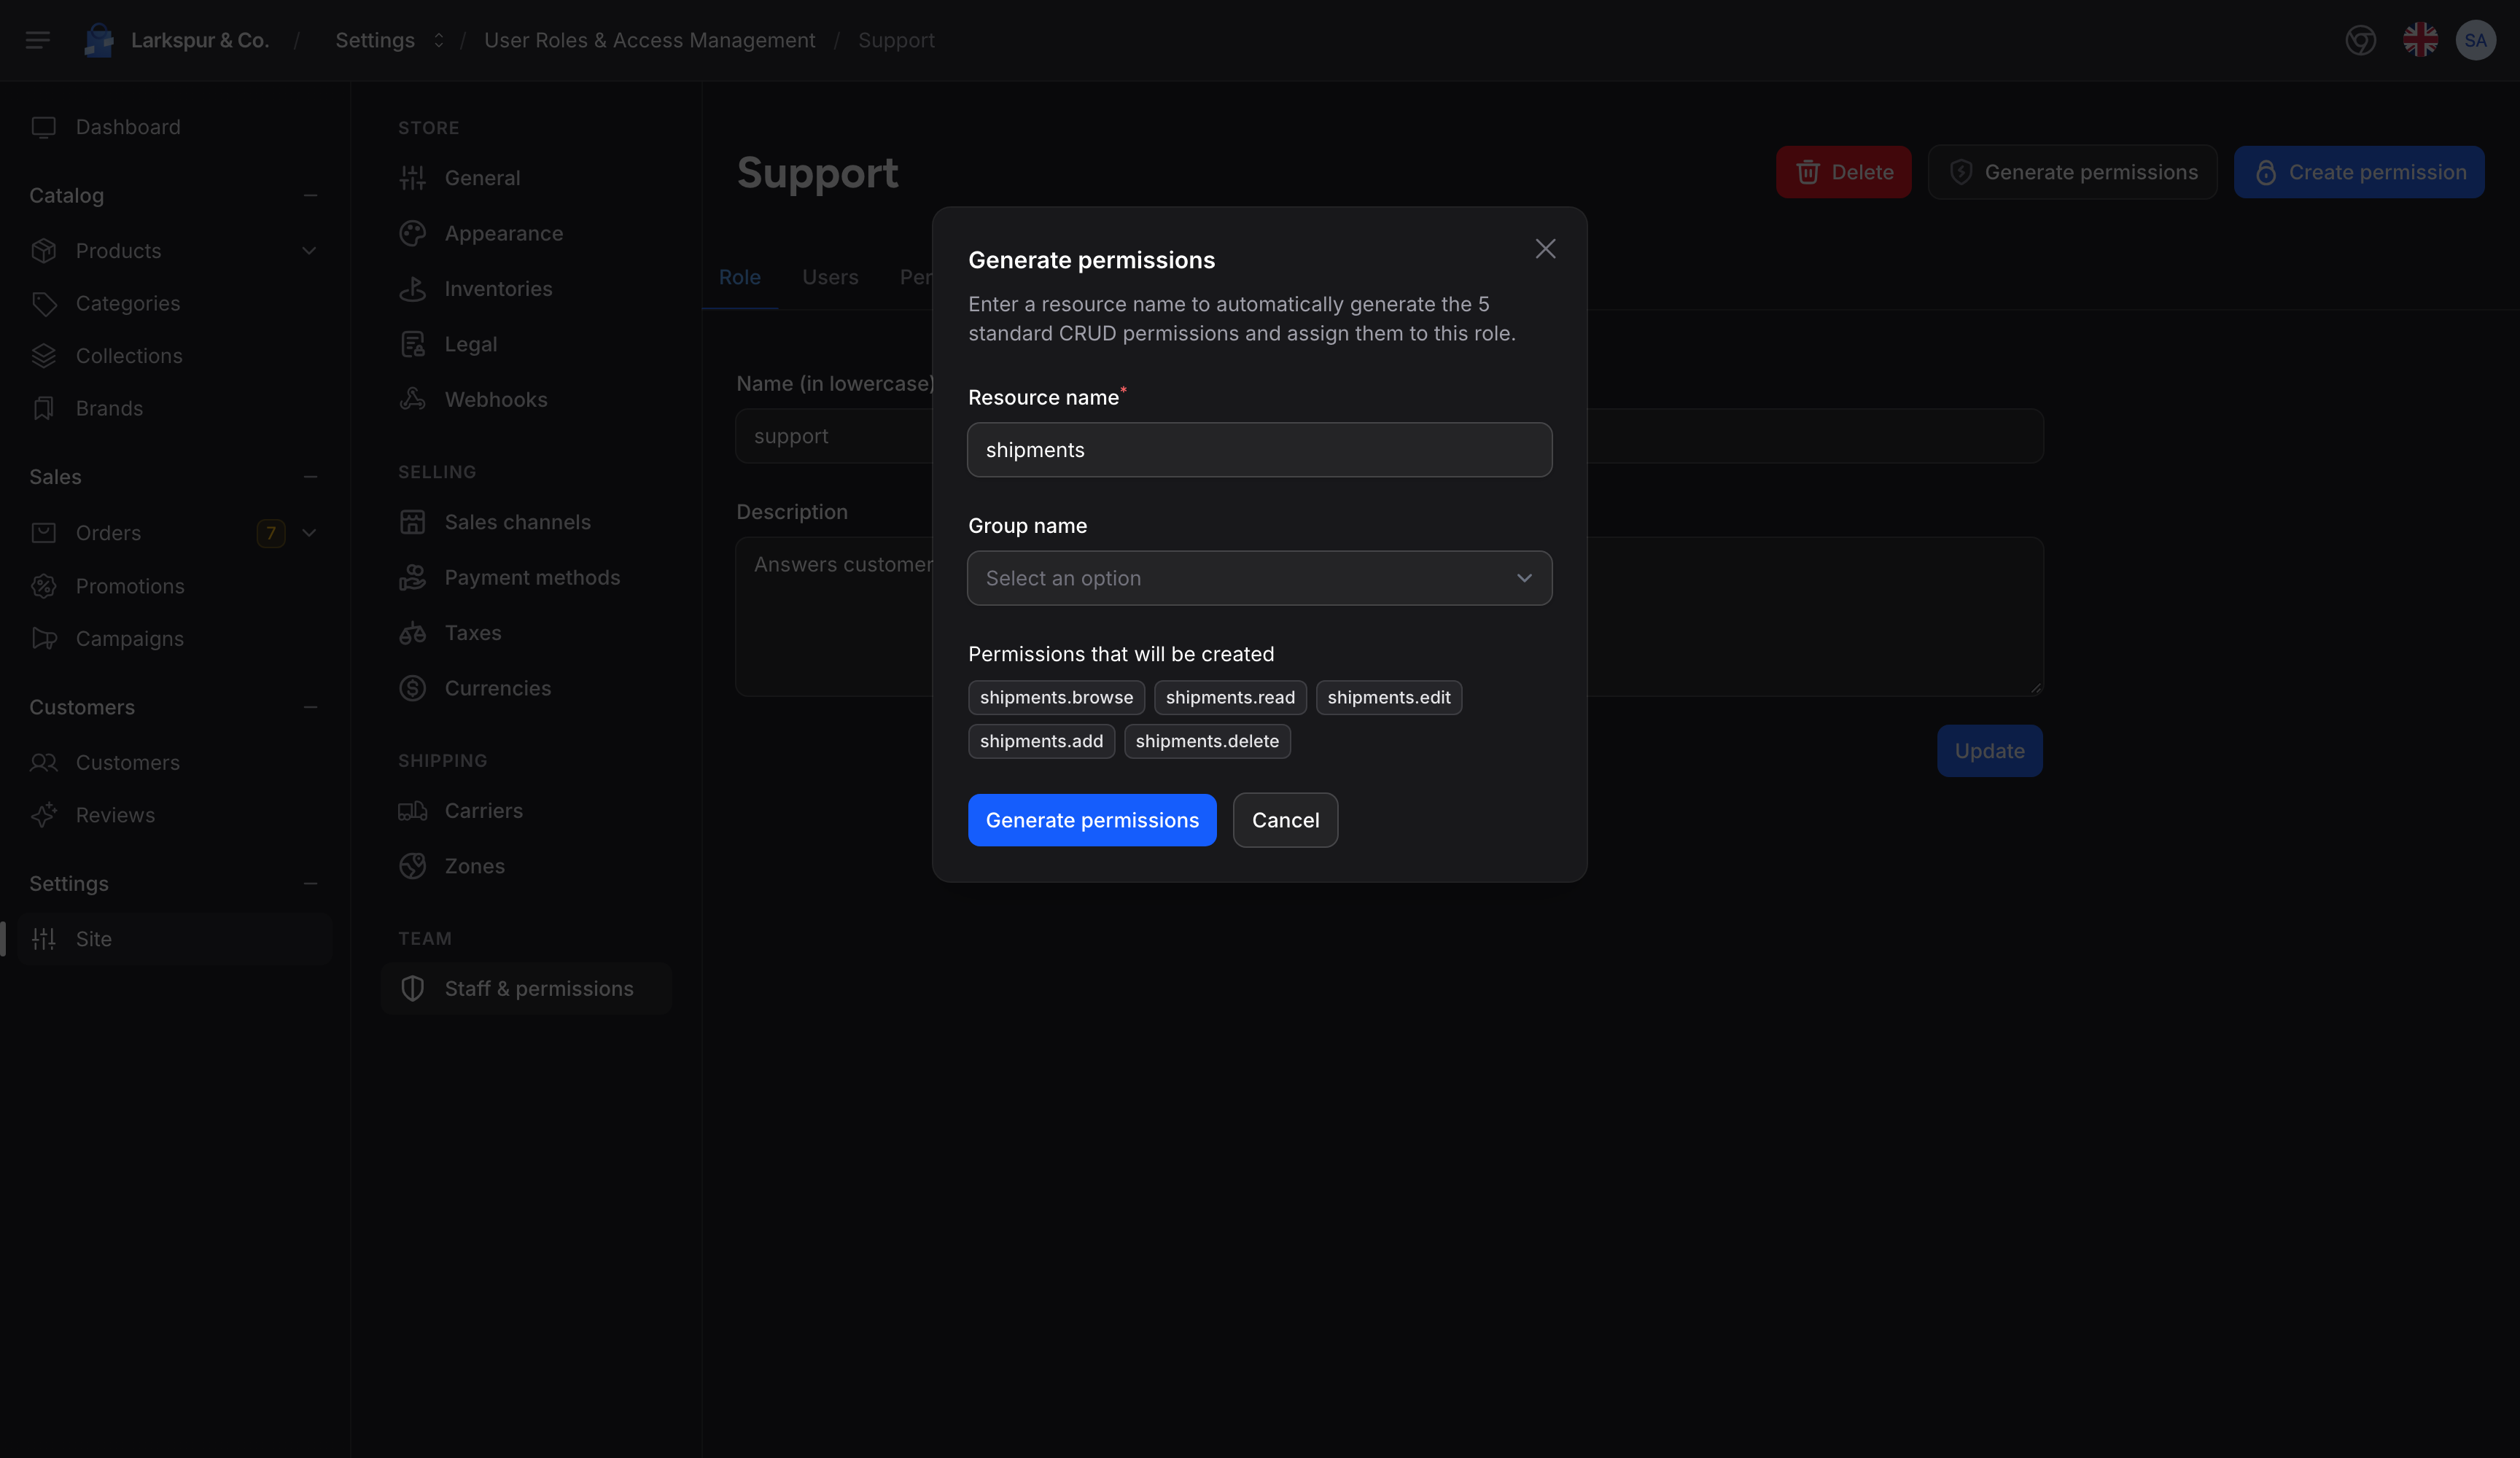 Larkspur & Co. / Settings / User Roles & Access Management / Support
SA
Dashboard
Catalog
Products
Categories
Collections
Brands
Sales
Orders 7
Promotions
Campaigns
Customers
Customers
Reviews
Settings
Site
STORE
General
Appearance
Inventories
Legal
Webhooks
SELLING
Sales channels
Payment methods
Taxes
Currencies
SHIPPING
Carriers
Zones
TEAM
Staff & permissions
Support
Delete
Generate permissions
Create permission
Role
Users
Per
Name (in lowercase)
support
Description
Answers customer
Update
Generate permissions
Enter a resource name to automatically generate the 5
standard CRUD permissions and assign them to this role.
Resource name*
shipments
Group name
Select an option
Permissions that will be created
shipments.browse shipments.read shipments.edit
shipments.add shipments.delete
Generate permissions
Cancel